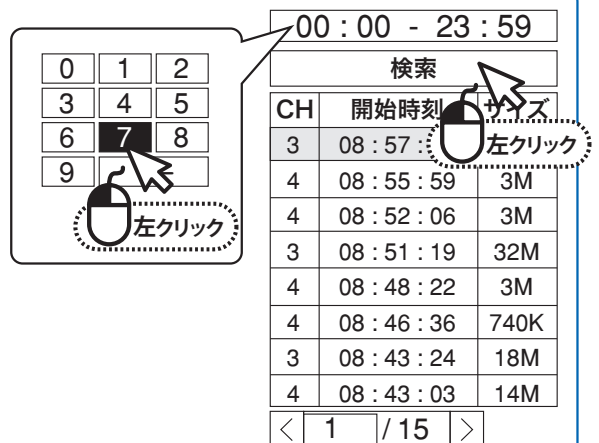 00 : 00 - 23 : 59
検索
0 1 2
3 4 5
6 7 8
9
左クリック
CH 開始時刻 サイズ
3 08 : 57 :
左クリック
4 08 : 55 : 59 3M
4 08 : 52 : 06 3M
3 08 : 51 : 19 32M
4 08 : 48 : 22 3M
4 08 : 46 : 36 740K
3 08 : 43 : 24 18M
4 08 : 43 : 03 14M
< 1 / 15 >